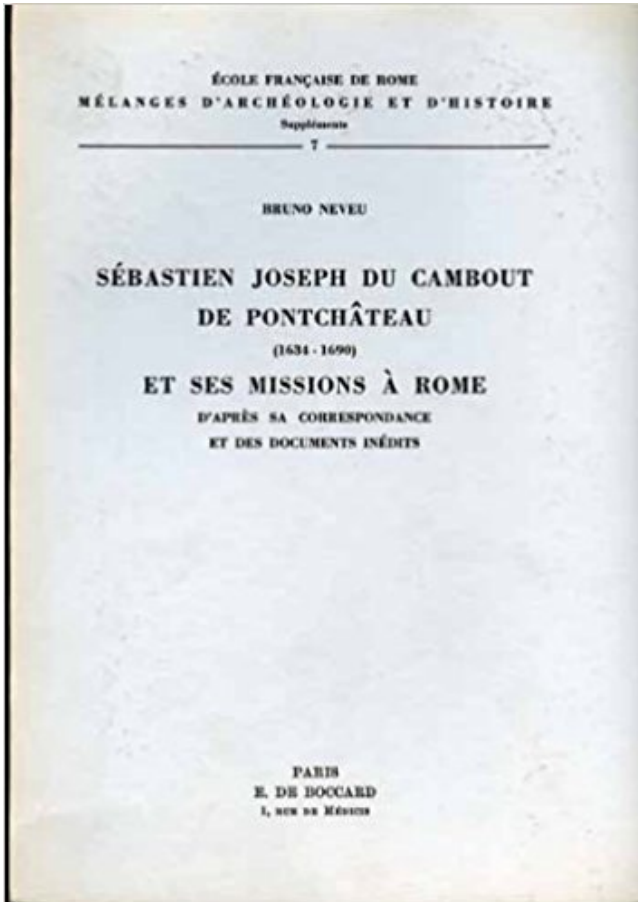 ÉCOLE FRANÇAISE DE ROME
MÉLANGES D'ARCHÉOLOGIE ET D'HISTOIRE
Suppléments
7
BRUNO NEVEU
SÉBASTIEN JOSEPH DU CAMBOUT
DE PONTCHÂTEAU
(1634 - 1690)
ET SES MISSIONS À ROME
D'APRÈS SA CORRESPONDANCE
ET DES DOCUMENTS INÉDITS
PARIS
E. DE BOCCARD
1, RUE DE MÉDICIS